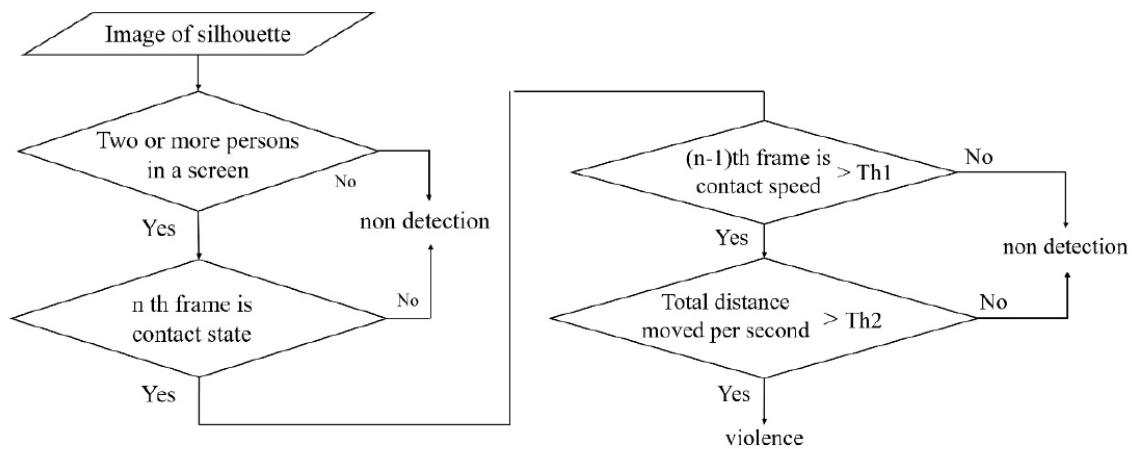 Image of silhouette
Two or more persons
in a screen
No
Yes
non detection
n th frame is
contact state
No
Yes
(n-1)th frame is
contact speed > Th1
No
Yes
non detection
Total distance
moved per second > Th2
No
Yes
violence